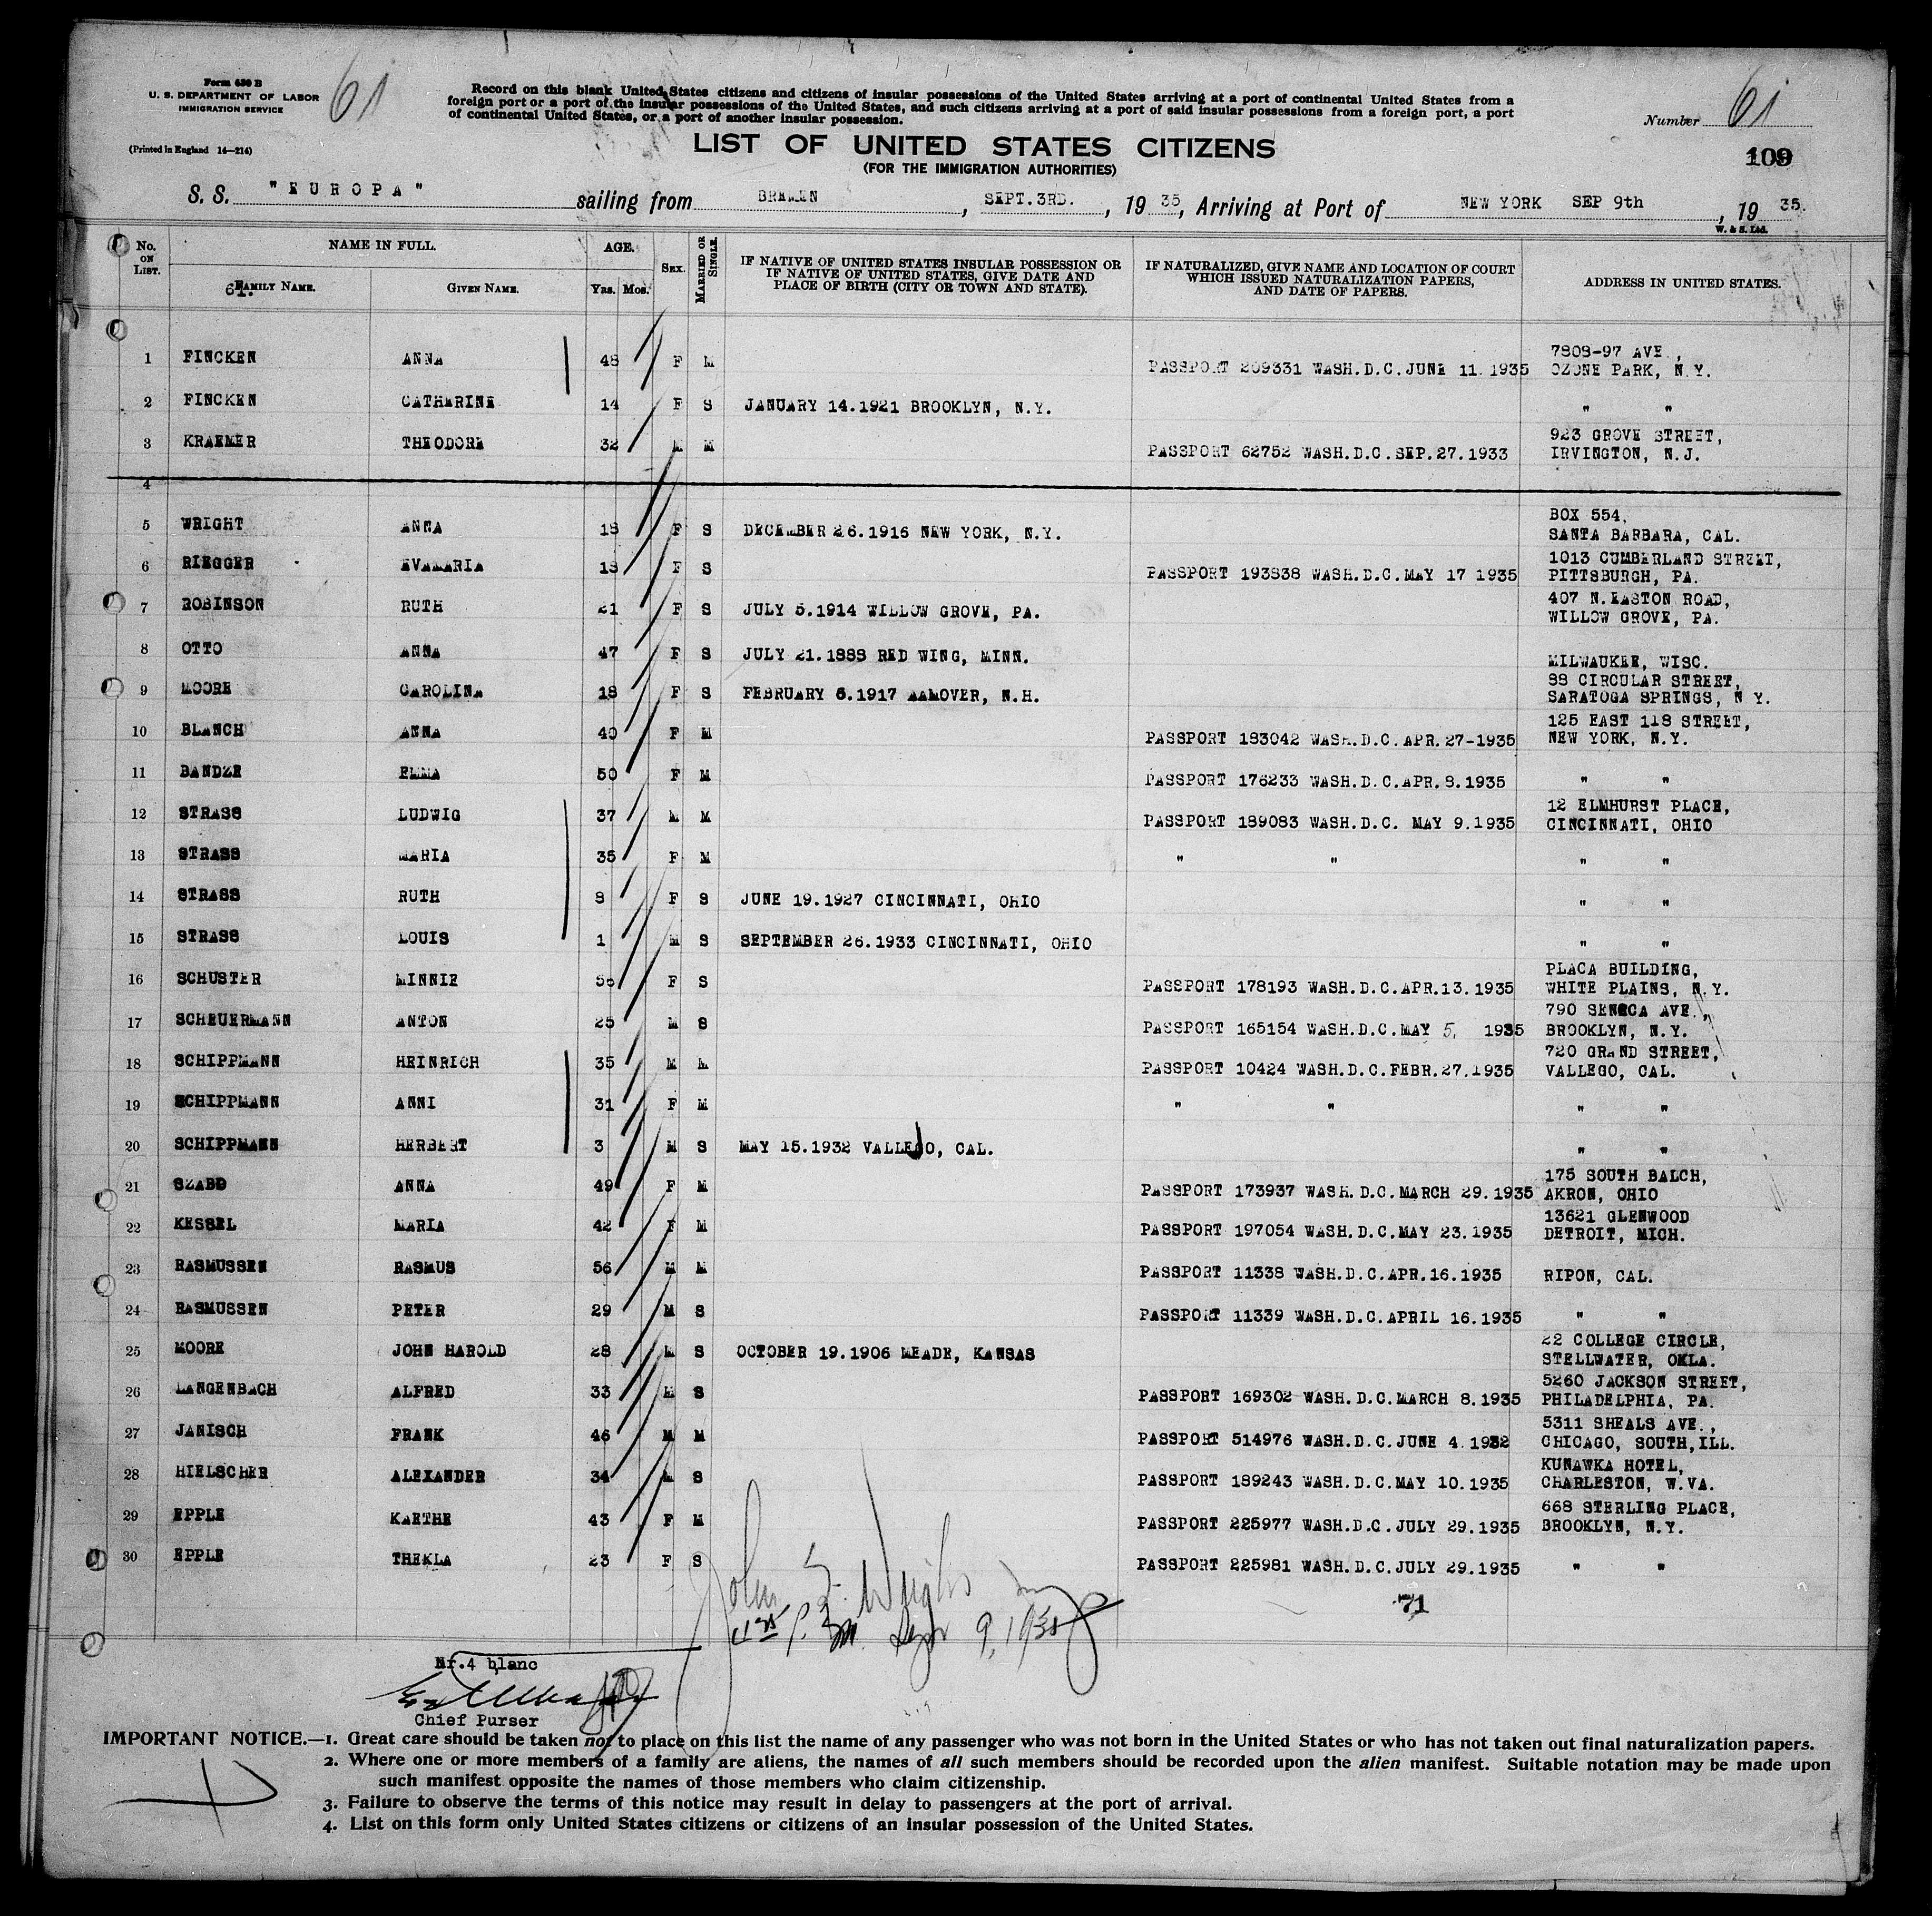 Form 630 B
U. S. DEPARTMENT OF LABOR
IMMIGRATION SERVICE
(Printed in England 14—214)
61
Record on this blank United States citizens and citizens of insular possessions of the United States arriving at a port of continental United States from a
foreign port or a port of the insular possessions of the United States, and such citizens arriving at a port of said insular possessions from a foreign port, a port
of continental United States, or a port of another insular possession.
Number 61
LIST OF UNITED STATES CITIZENS
109
(FOR THE IMMIGRATION AUTHORITIES)
S. S. "EUROPA" sailing from BREMEN, SEPT.3RD., 19 35, Arriving at Port of NEW YORK SEP 9th, 19 35.
W. & S. Ltd.
No. ON LIST. NAME IN FULL. AGE. SEX. MARRIED OR SINGLE. IF NATIVE OF UNITED STATES INSULAR POSSESSION OR IF NATIVE OF UNITED STATES, GIVE DATE AND PLACE OF BIRTH (CITY OR TOWN AND STATE). IF NATURALIZED, GIVE NAME AND LOCATION OF COURT WHICH ISSUED NATURALIZATION PAPERS, AND DATE OF PAPERS. ADDRESS IN UNITED STATES.
61. FAMILY NAME. GIVEN NAME. Yrs. Mos.
1 FINCKEN ANNA 48 F M PASSPORT 209331 WASH.D.C.JUNE 11.1935 7808-97 AVE., OZONE PARK, N.Y.
2 FINCKEN CATHARINE 14 F S JANUARY 14.1921 BROOKLYN, N.Y. " "
3 KRAEMER THEODORE 32 M M PASSPORT 62752 WASH.D.C.SEP.27.1933 923 GROVE STREET, IRVINGTON, N.J.
4
5 WRIGHT ANNA 18 F S DECEMBER 26.1916 NEW YORK, N.Y. BOX 554, SANTA BARBARA, CAL.
6 RIEGGER EVAMARIA 18 F S PASSPORT 193838 WASH.D.C.MAY 17 1935 1013 CUMBERLAND STREET, PITTSBURGH, PA.
7 ROBINSON RUTH 21 F S JULY 5.1914 WILLOW GROVE, PA. 407 N.EASTON ROAD, WILLOW GROVE, PA.
8 OTTO ANNA 47 F S JULY 21.1888 RED WING, MINN. MILWAUKEE, WISC.
9 MOORE CAROLINA 18 F S FEBRUARY 6.1917 HAMOVER, N.H. 88 CIRCULAR STREET, SARATOGA SPRINGS, N Y.
10 BLANCH ANNA 40 F M PASSPORT 183042 WASH.D.C.APR.27-1935 125 EAST 118 STREET, NEW YORK, N.Y.
11 BANDZE EMMA 50 F M PASSPORT 176233 WASH.D.C.APR.8.1935 " "
12 STRASS LUDWIG 37 M M PASSPORT 189083 WASH.D.C. MAY 9.1935 12 ELMHURST PLACE, CINCINNATI, OHIO
13 STRASS MARIA 35 F M " " " "
14 STRASS RUTH 8 F S JUNE 19.1927 CINCINNATI, OHIO " "
15 STRASS LOUIS 1 M S SEPTEMBER 26.1933 CINCINNATI, OHIO " "
16 SCHUSTER MINNIE 56 F S PASSPORT 178193 WASH.D.C.APR.13.1935 PLACA BUILDING, WHITE PLAINS, N.Y.
17 SCHEUERMANN ANTON 25 M S PASSPORT 165154 WASH.D.C.MAY 5, 1935 790 SENECA AVE., BROOKLYN, N.Y.
18 SCHIPPMANN HEINRICH 35 M M PASSPORT 10424 WASH.D.C.FEBR.27.1935 720 GRAND STREET, VALLEGO, CAL.
19 SCHIPPMANN ANNI 31 F M " " " "
20 SCHIPPMANN HERBERT 3 M S MAY 15.1932 VALLEJO, CAL. " "
21 SZABO ANNA 49 F M PASSPORT 173937 WASH.D.C.MARCH 29.1935 175 SOUTH BALCH, AKRON, OHIO
22 KESSEL MARIA 42 F M PASSPORT 197054 WASH.D.C.MAY 23.1935 13621 GLENWOOD DETROIT, MICH.
23 RASMUSSEN RASMUS 56 M M PASSPORT 11338 WASH.D.C.APR.16.1935 RIPON, CAL.
24 RASMUSSEN PETER 29 M S PASSPORT 11339 WASH.D.C.APRIL 16.1935 " "
25 MOORE JOHN HAROLD 28 M S OCTOBER 19.1906 MEADE, KANSAS 22 COLLEGE CIRCLE, STELLWATER, OKLA.
26 LANGENBACH ALFRED 33 M S PASSPORT 169302 WASH.D.C.MARCH 8.1935 5260 JACKSON STREET, PHILADELPHIA, PA.
27 JANISCH FRANK 46 M M PASSPORT 514976 WASH.D.C.JUNE 4.1932 5311 SHEALS AVE., CHICAGO, SOUTH,ILL.
28 HIELSCHER ALEXANDER 34 M S PASSPORT 189243 WASH.D.C.MAY 10.1935 KUNAWKA HOTEL, CHARLESTON, W.VA.
29 EPPLE KAETHE 43 F M PASSPORT 225977 WASH.D.C.JULY 29.1935 668 STERLING PLACE, BROOKLYN, N.Y.
30 EPPLE THEKLA 23 F S PASSPORT 225981 WASH.D.C.JULY 29.1935 " "
71
Sept 9, 1935
Nr.4 blanc
Chief Purser
IMPORTANT NOTICE.—1. Great care should be taken not to place on this list the name of any passenger who was not born in the United States or who has not taken out final naturalization papers.
2. Where one or more members of a family are aliens, the names of all such members should be recorded upon the alien manifest. Suitable notation may be made upon
such manifest opposite the names of those members who claim citizenship.
3. Failure to observe the terms of this notice may result in delay to passengers at the port of arrival.
4. List on this form only United States citizens or citizens of an insular possession of the United States.